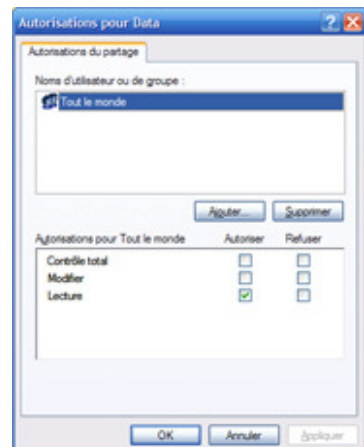 Autorisations pour Data
Autorisations du partage
Noms d'utilisateur ou de groupe :
Tout le monde
Ajouter... Supprimer
Autorisations pour Tout le monde Autoriser Refuser
Contrôle total
Modifier
Lecture
OK Annuler Appliquer